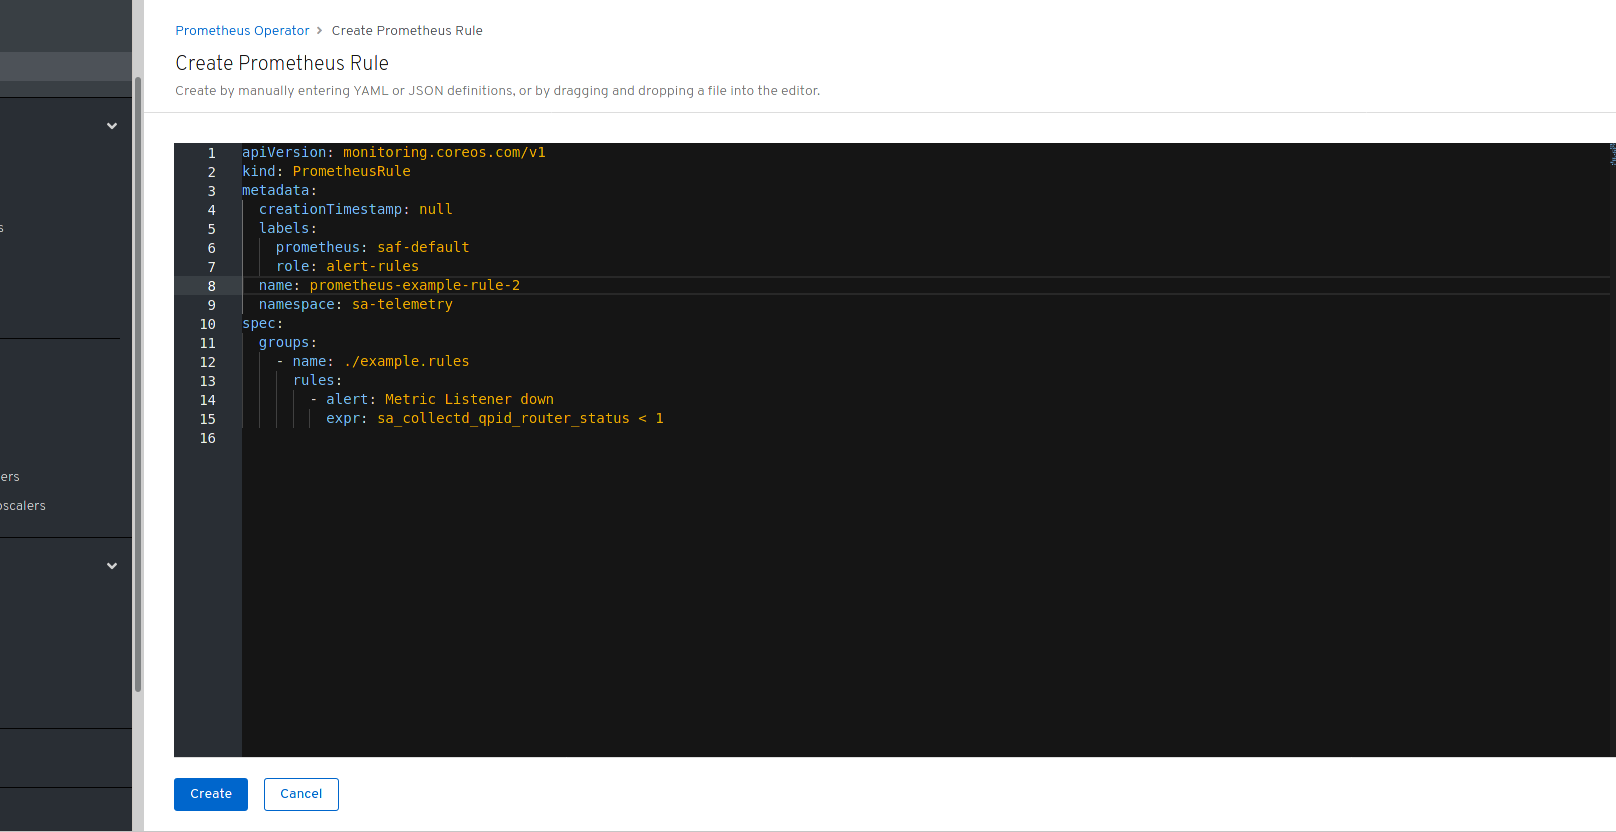 Prometheus Operator > Create Prometheus Rule
Create Prometheus Rule
Create by manually entering YAML or JSON definitions, or by dragging and dropping a file into the editor.
1 apiVersion: monitoring.coreos.com/v1
2 kind: PrometheusRule
3 metadata:
4   creationTimestamp: null
5   labels:
6     prometheus: saf-default
7     role: alert-rules
8   name: prometheus-example-rule-2
9   namespace: sa-telemetry
10 spec:
11   groups:
12     - name: ./example.rules
13       rules:
14         - alert: Metric Listener down
15           expr: sa_collectd_qpid_router_status < 1
16
s
ers
oscalers
Create Cancel